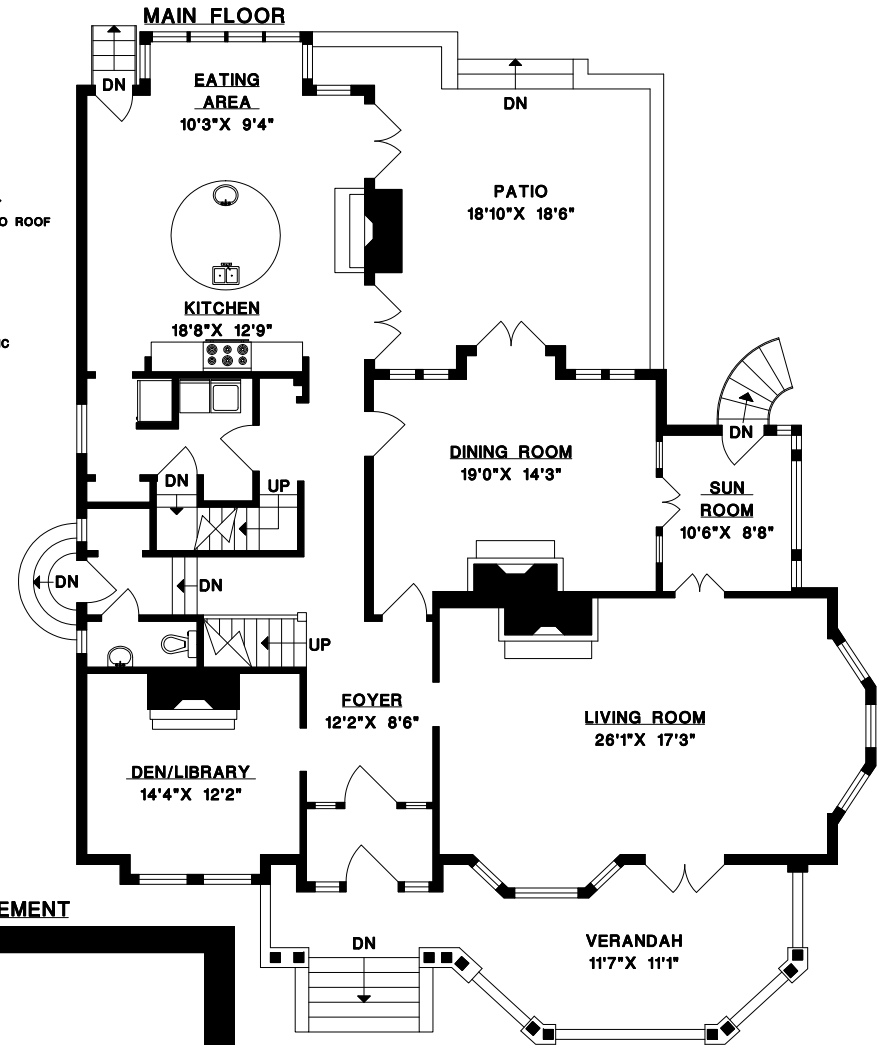 MAIN FLOOR
DN
EATING
AREA
10'3"X 9'4"
DN
PATIO
18'10"X 18'6"
O ROOF
KITCHEN
18'8"X 12'9"
IC
DN
DINING ROOM
19'0"X 14'3"
DN
UP
SUN
ROOM
10'6"X 8'8"
DN
DN
UP
FOYER
12'2"X 8'6"
LIVING ROOM
26'1"X 17'3"
DEN/LIBRARY
14'4"X 12'2"
EMENT
DN
VERANDAH
11'7"X 11'1"